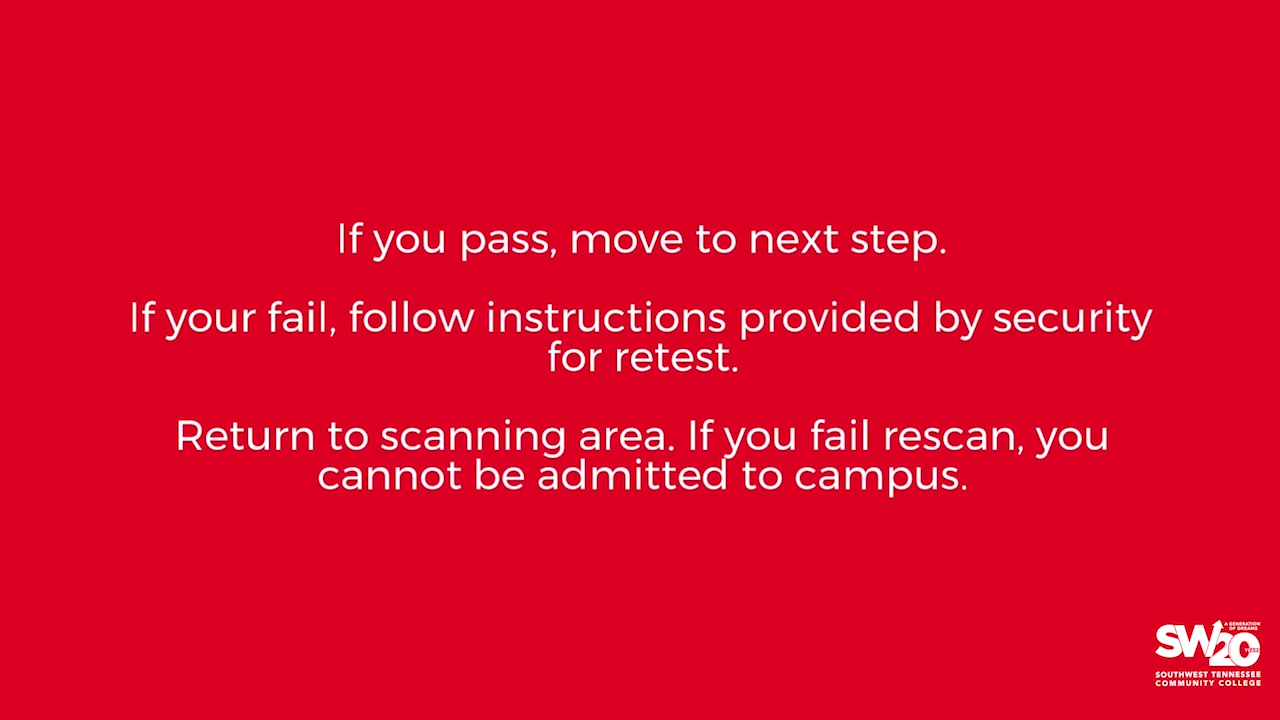 If you pass, move to next step.
If your fail, follow instructions provided by security
for retest.
Return to scanning area. If you fail rescan, you
cannot be admitted to campus.
A GENERATION
OF DREAMS
SW20
YEARS
SOUTHWEST TENNESSEE
COMMUNITY COLLEGE